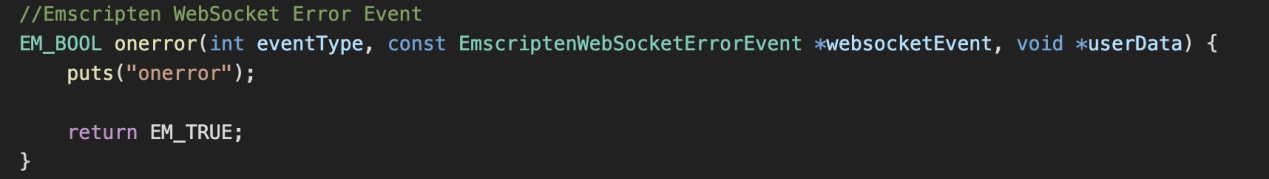 //Emscripten WebSocket Error Event
EM_BOOL onerror(int eventType, const EmscriptenWebSocketErrorEvent *websocketEvent, void *userData) {
    puts("onerror");

    return EM_TRUE;
}